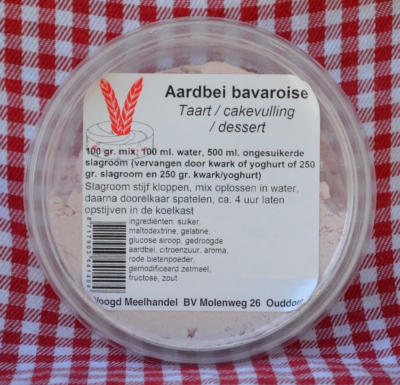 Aardbei bavaroise
Taart / cakevulling
/ dessert
100 gr. mix, 100 ml. water, 500 ml. ongesuikerde
slagroom (vervangen door kwark of yoghurt of 250
gr. slagroom en 250 gr. kwark/yoghurt)
Slagroom stijf kloppen, mix oplossen in water,
daarna doorelkaar spatelen, ca. 4 uur laten
opstijven in de koelkast
ingrediënten: suiker,
maltodextrine, gelatine,
glucose siroop, gedroogde
aardbei, citroenzuur, aroma,
rode bietenpoeder,
gemodificeerd zetmeel,
fructose, zout
Hoogd Meelhandel BV Molenweg 26